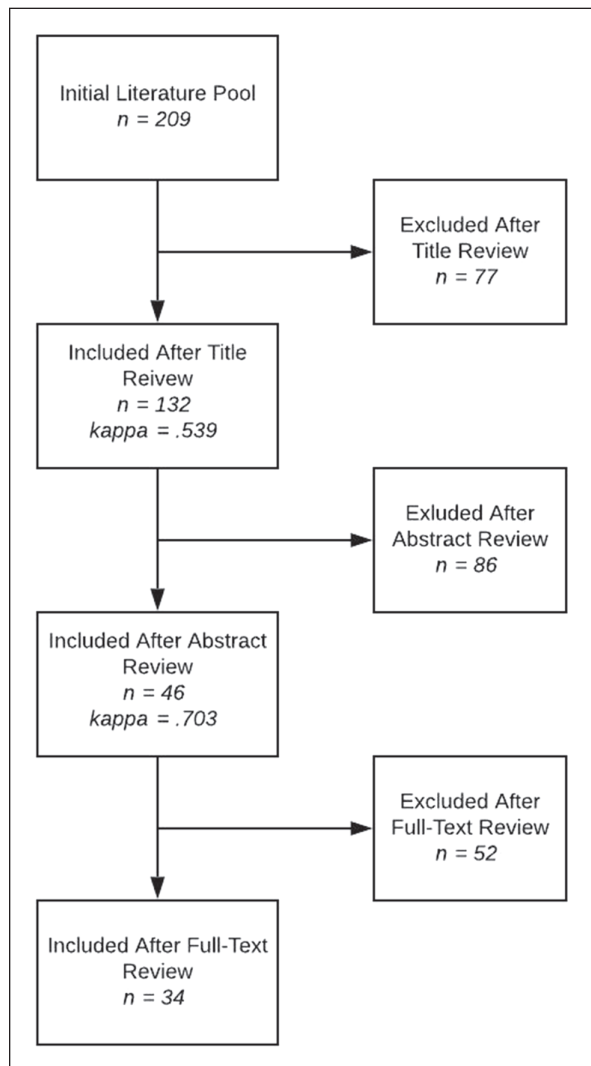 Initial Literature Pool
n = 209
Excluded After
Title Review
n = 77
Included After Title
Reivew
n = 132
kappa = .539
Exluded After
Abstract Review
n = 86
Included After Abstract
Review
n = 46
kappa = .703
Excluded After
Full-Text Review
n = 52
Included After Full-Text
Review
n = 34